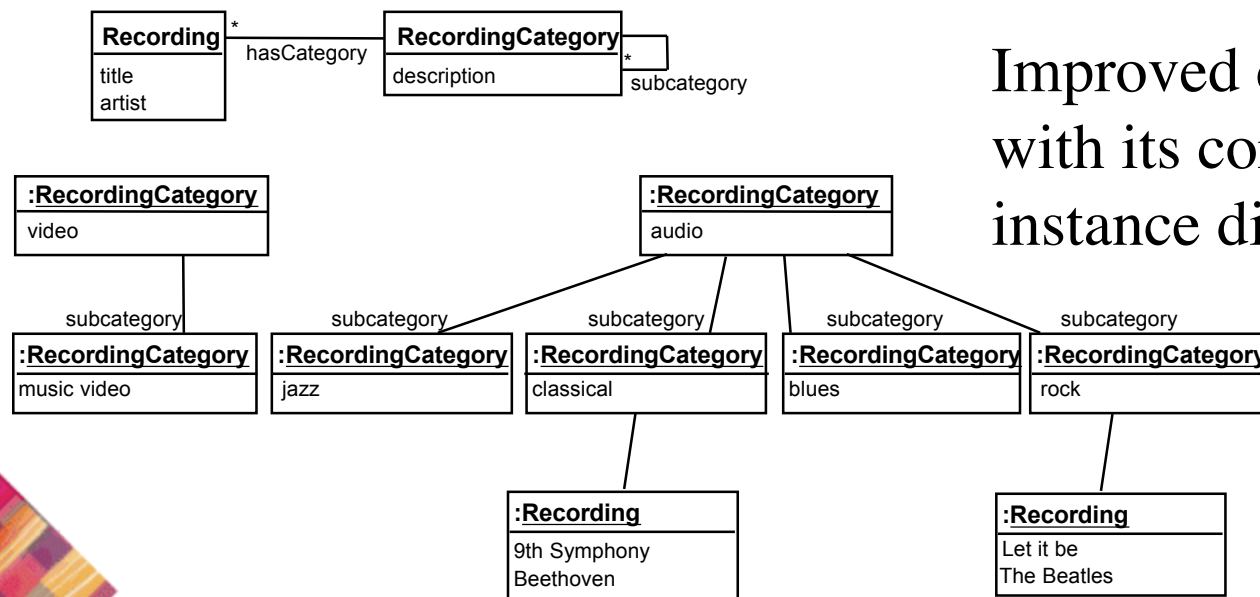 Recording
*
hasCategory
RecordingCategory
*
subcategory
title
artist
description
Improved
with its
instance
:RecordingCategory
video
:RecordingCategory
audio
subcategory
subcategory
subcategory
subcategory
subcategory
:RecordingCategory
music video
:RecordingCategory
jazz
:RecordingCategory
classical
:RecordingCategory
blues
:RecordingCategory
rock
:Recording
9th Symphony
Beethoven
:Recording
Let it be
The Beatles